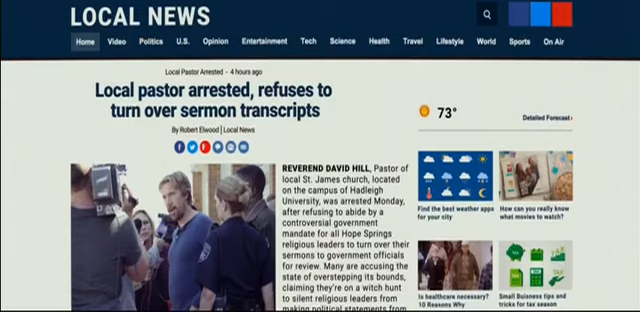 LOCAL NEWS
Home Video Politics U.S. Opinion Entertainment Tech Science Health Travel Lifestyle World Sports On Air
Local Pastor Arrested - 4 hours ago
Local pastor arrested, refuses to
turn over sermon transcripts
By Robert Elwood | Local News
REVEREND DAVID HILL, Pastor of
local St. James church, located
on the campus of Hadleigh
University, was arrested Monday,
after refusing to abide by a
controversial government
mandate for all Hope Springs
religious leaders to turn over their
sermons to government officials
for review. Many are accusing the
state of overstepping its bounds,
claiming they're on a witch hunt
to silent religious leaders from
making political statements from
73°
Detailed Forecast
Find the best weather apps
for your city
How can you really know
what movies to watch?
Is healthcare necessary?
10 Reasons Why
Small Buisness tips and
tricks for tax season